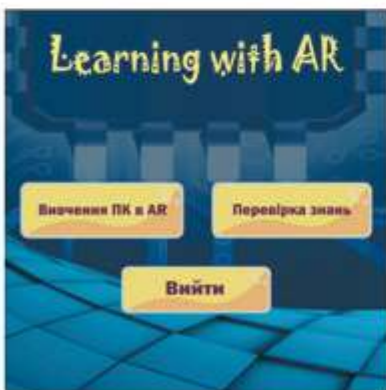 Learning with AR
Вивчення ПК в AR
Перевірка знань
Вийти